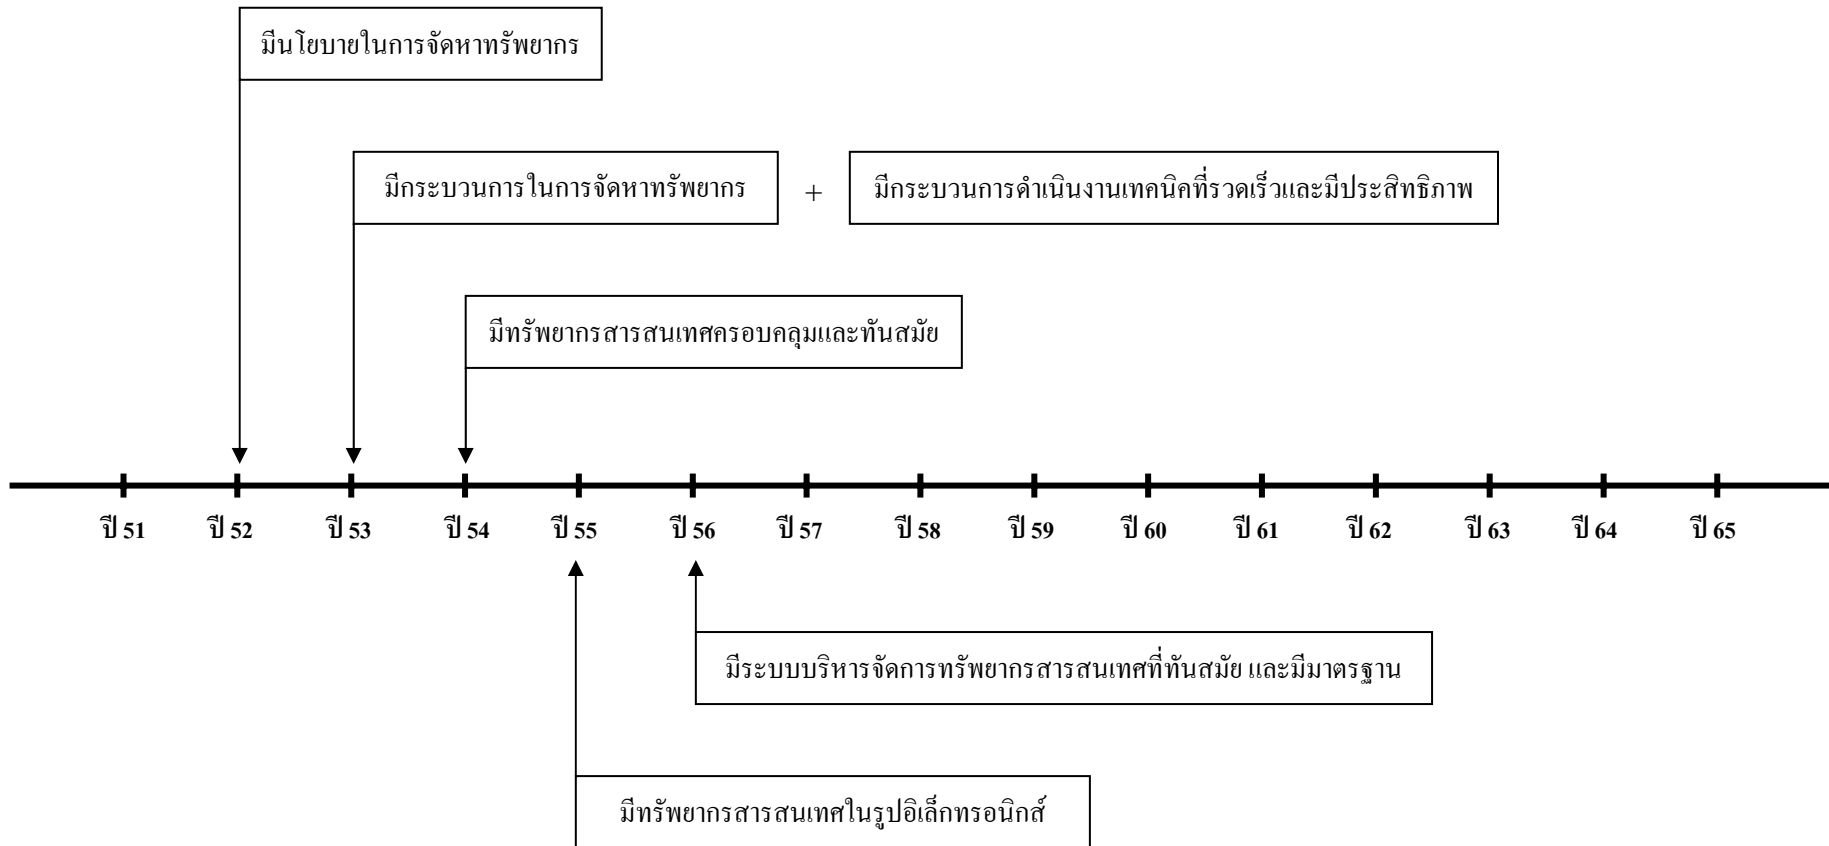 มีนโยบายในการจัดหาทรัพยากร
มีกระบวนการในการจัดหาทรัพยากร + มีกระบวนการดำเนินงานเทคนิคที่รวดเร็วและมีประสิทธิภาพ
มีทรัพยากรสารสนเทศครอบคลุมและทันสมัย
ปี 51 ปี 52 ปี 53 ปี 54 ปี 55 ปี 56 ปี 57 ปี 58 ปี 59 ปี 60 ปี 61 ปี 62 ปี 63 ปี 64 ปี 65
มีระบบบริหารจัดการทรัพยากรสารสนเทศที่ทันสมัย และมีมาตรฐาน
มีทรัพยากรสารสนเทศในรูปอิเล็กทรอนิกส์